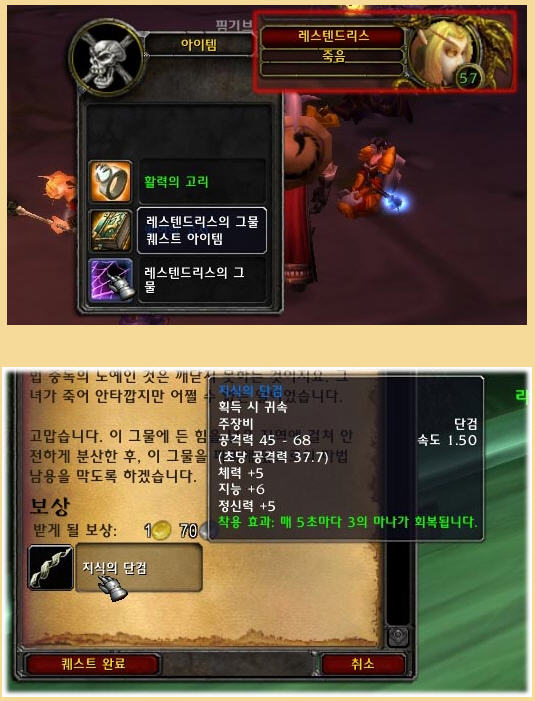 핌기브
아이템
레스텐드리스
죽음
57
활력의 고리
레스텐드리스의 그물
퀘스트 아이템
레스텐드리스의 그
물
녀가 죽어 안타깝지만 어쩔 수
고맙습니다. 이 그물에 든 힘을
전하게 분산한 후, 이 그물을
남용을 막도록 하겠습니다.
지식의 단검
획득 시 귀속
주장비 단검
공격력 45 - 68 속도 1.50
(초당 공격력 37.7)
체력 +5
지능 +6
정신력 +5
착용 효과: 매 5초마다 3의 마나가 회복됩니다.
보상
받게 될 보상: 1 70
지식의 단검
퀘스트 완료 취소